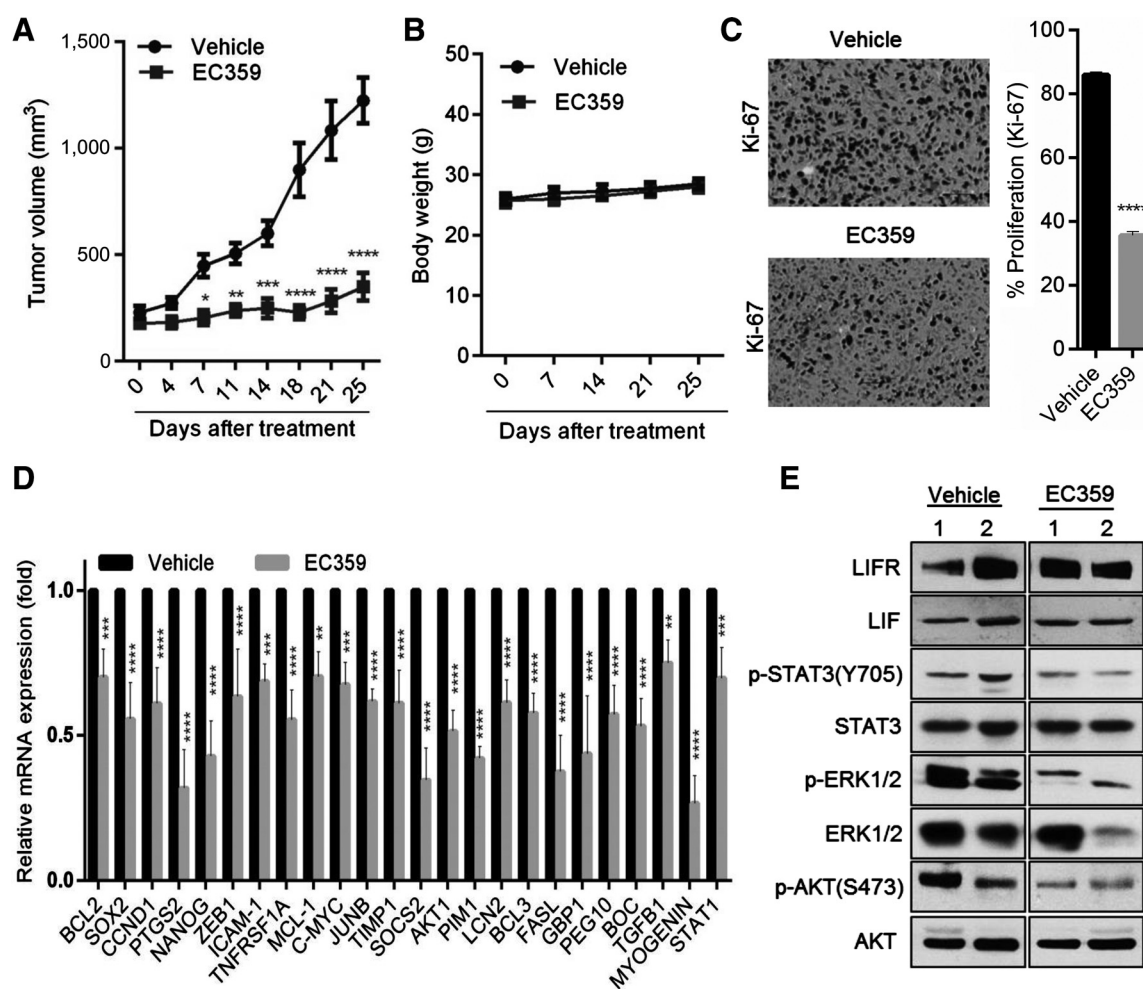 A
Tumor volume (mm³)
1,500
1,000
500
0
Vehicle
EC359
* ** *** **** **** ****
0 4 7 11 14 18 21 25
Days after treatment
B
Body weight (g)
50
40
30
20
10
0
Vehicle
EC359
0 7 14 21 25
Days after treatment
C
Vehicle
Ki-67
EC359
Ki-67
% Proliferation (Ki-67)
100
80
60
40
20
0
****
Vehicle
EC359
D
Relative mRNA expression (fold)
Vehicle
EC359
1.0
0.5
0.0
*** **** **** **** **** **** *** **** ** *** **** **** **** **** **** **** **** **** **** **** **** ** **** ***
BCL2
SOX2
CCND1
PTGS2
NANOG
ZEB1
ICAM-1
TNFRSF1A
MCL-1
C-MYC
JUNB
TIMP1
SOCS2
AKT1
PIM1
LCN2
BCL3
FASL
GBP1
PEG10
BOC
TGFB1
MYOGENIN
STAT1
E
Vehicle EC359
1 2 1 2
LIFR
LIF
p-STAT3(Y705)
STAT3
p-ERK1/2
ERK1/2
p-AKT(S473)
AKT